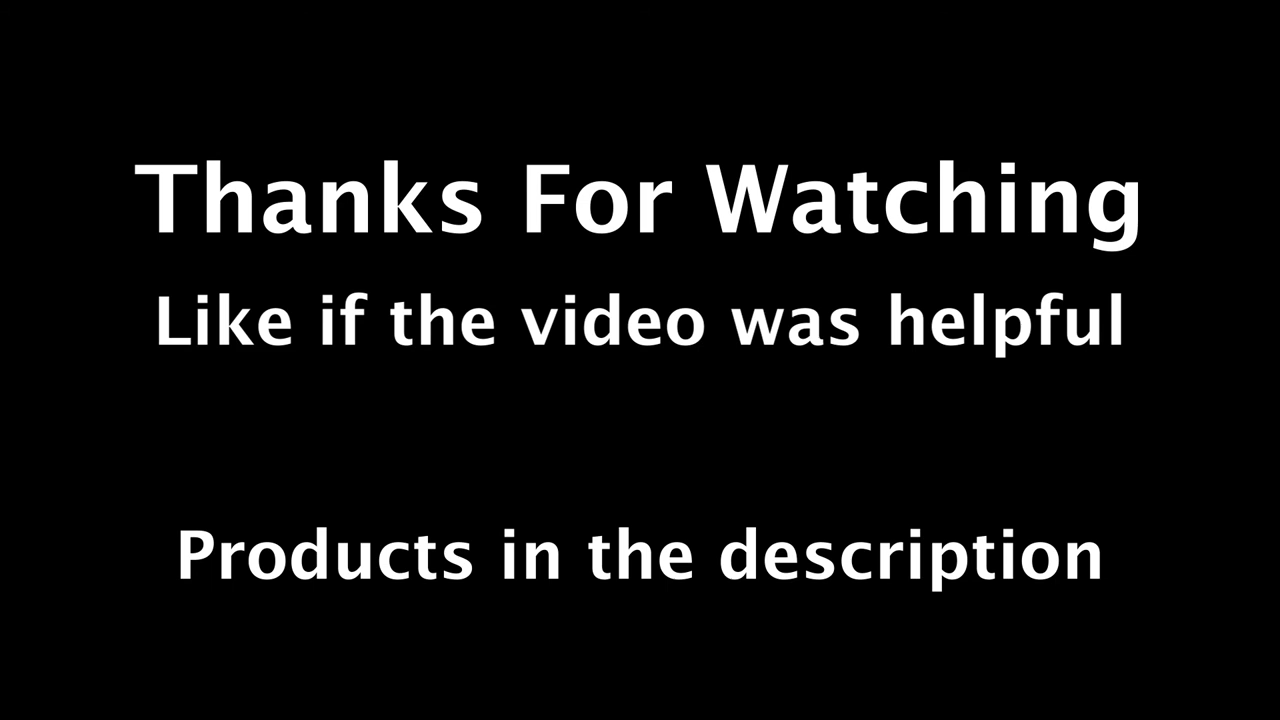 Thanks For Watching
Like if the video was helpful
Products in the description